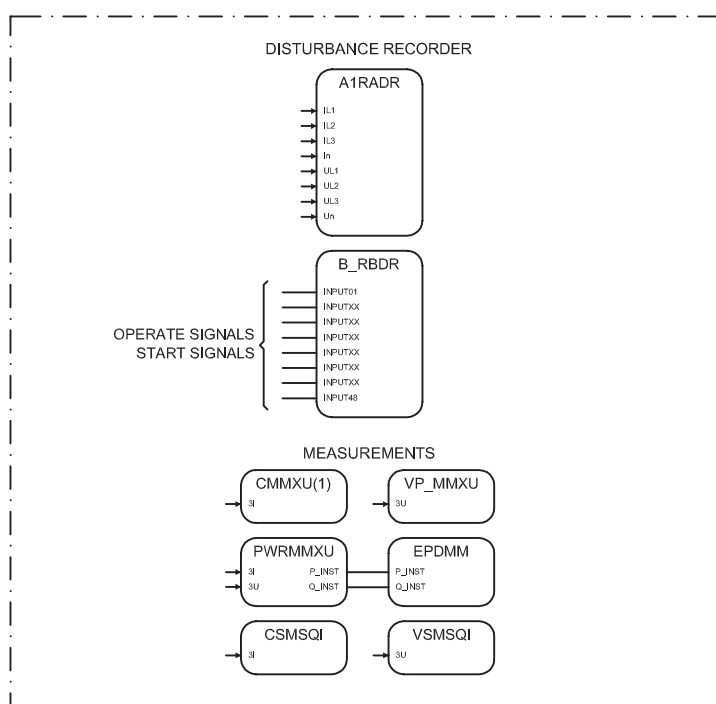 DISTURBANCE RECORDER
A1RADR
IL1
IL2
IL3
In
UL1
UL2
UL3
Un
B_RBDR
INPUT01
INPUTXX
INPUTXX
INPUTXX
INPUTXX
INPUTXX
INPUTXX
INPUT48
OPERATE SIGNALS
START SIGNALS
MEASUREMENTS
CMMXU(1)
3I
VP_MMXU
3U
PWRMMXU
3I P_INST
3U Q_INST
EPDMM
P_INST
Q_INST
CSMSQI
3I
VSMSQI
3U